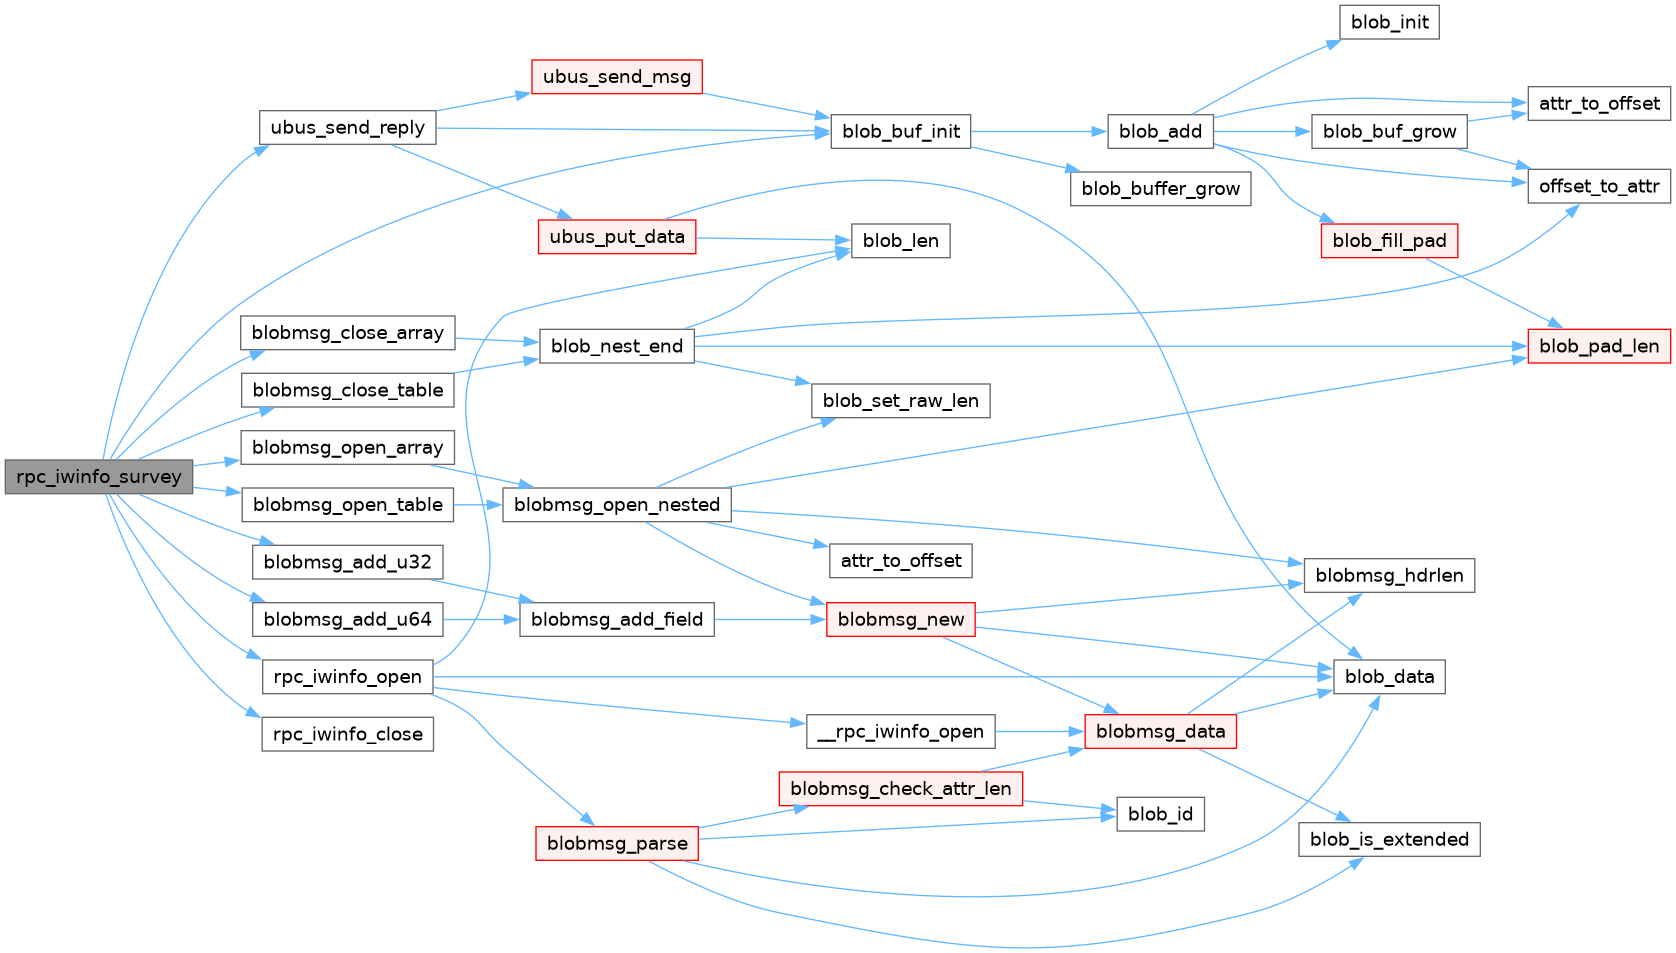 rpc_iwinfo_survey
ubus_send_reply
blobmsg_close_array
blobmsg_close_table
blobmsg_open_array
blobmsg_open_table
blobmsg_add_u32
blobmsg_add_u64
rpc_iwinfo_open
rpc_iwinfo_close
ubus_send_msg
ubus_put_data
blob_nest_end
blobmsg_open_nested
blobmsg_add_field
blobmsg_parse
blob_buf_init
blob_len
blob_set_raw_len
attr_to_offset
blobmsg_new
__rpc_iwinfo_open
blobmsg_check_attr_len
blob_add
blob_buffer_grow
blobmsg_data
blob_id
blob_init
blob_buf_grow
blob_fill_pad
blobmsg_hdrlen
blob_data
blob_is_extended
attr_to_offset
offset_to_attr
blob_pad_len